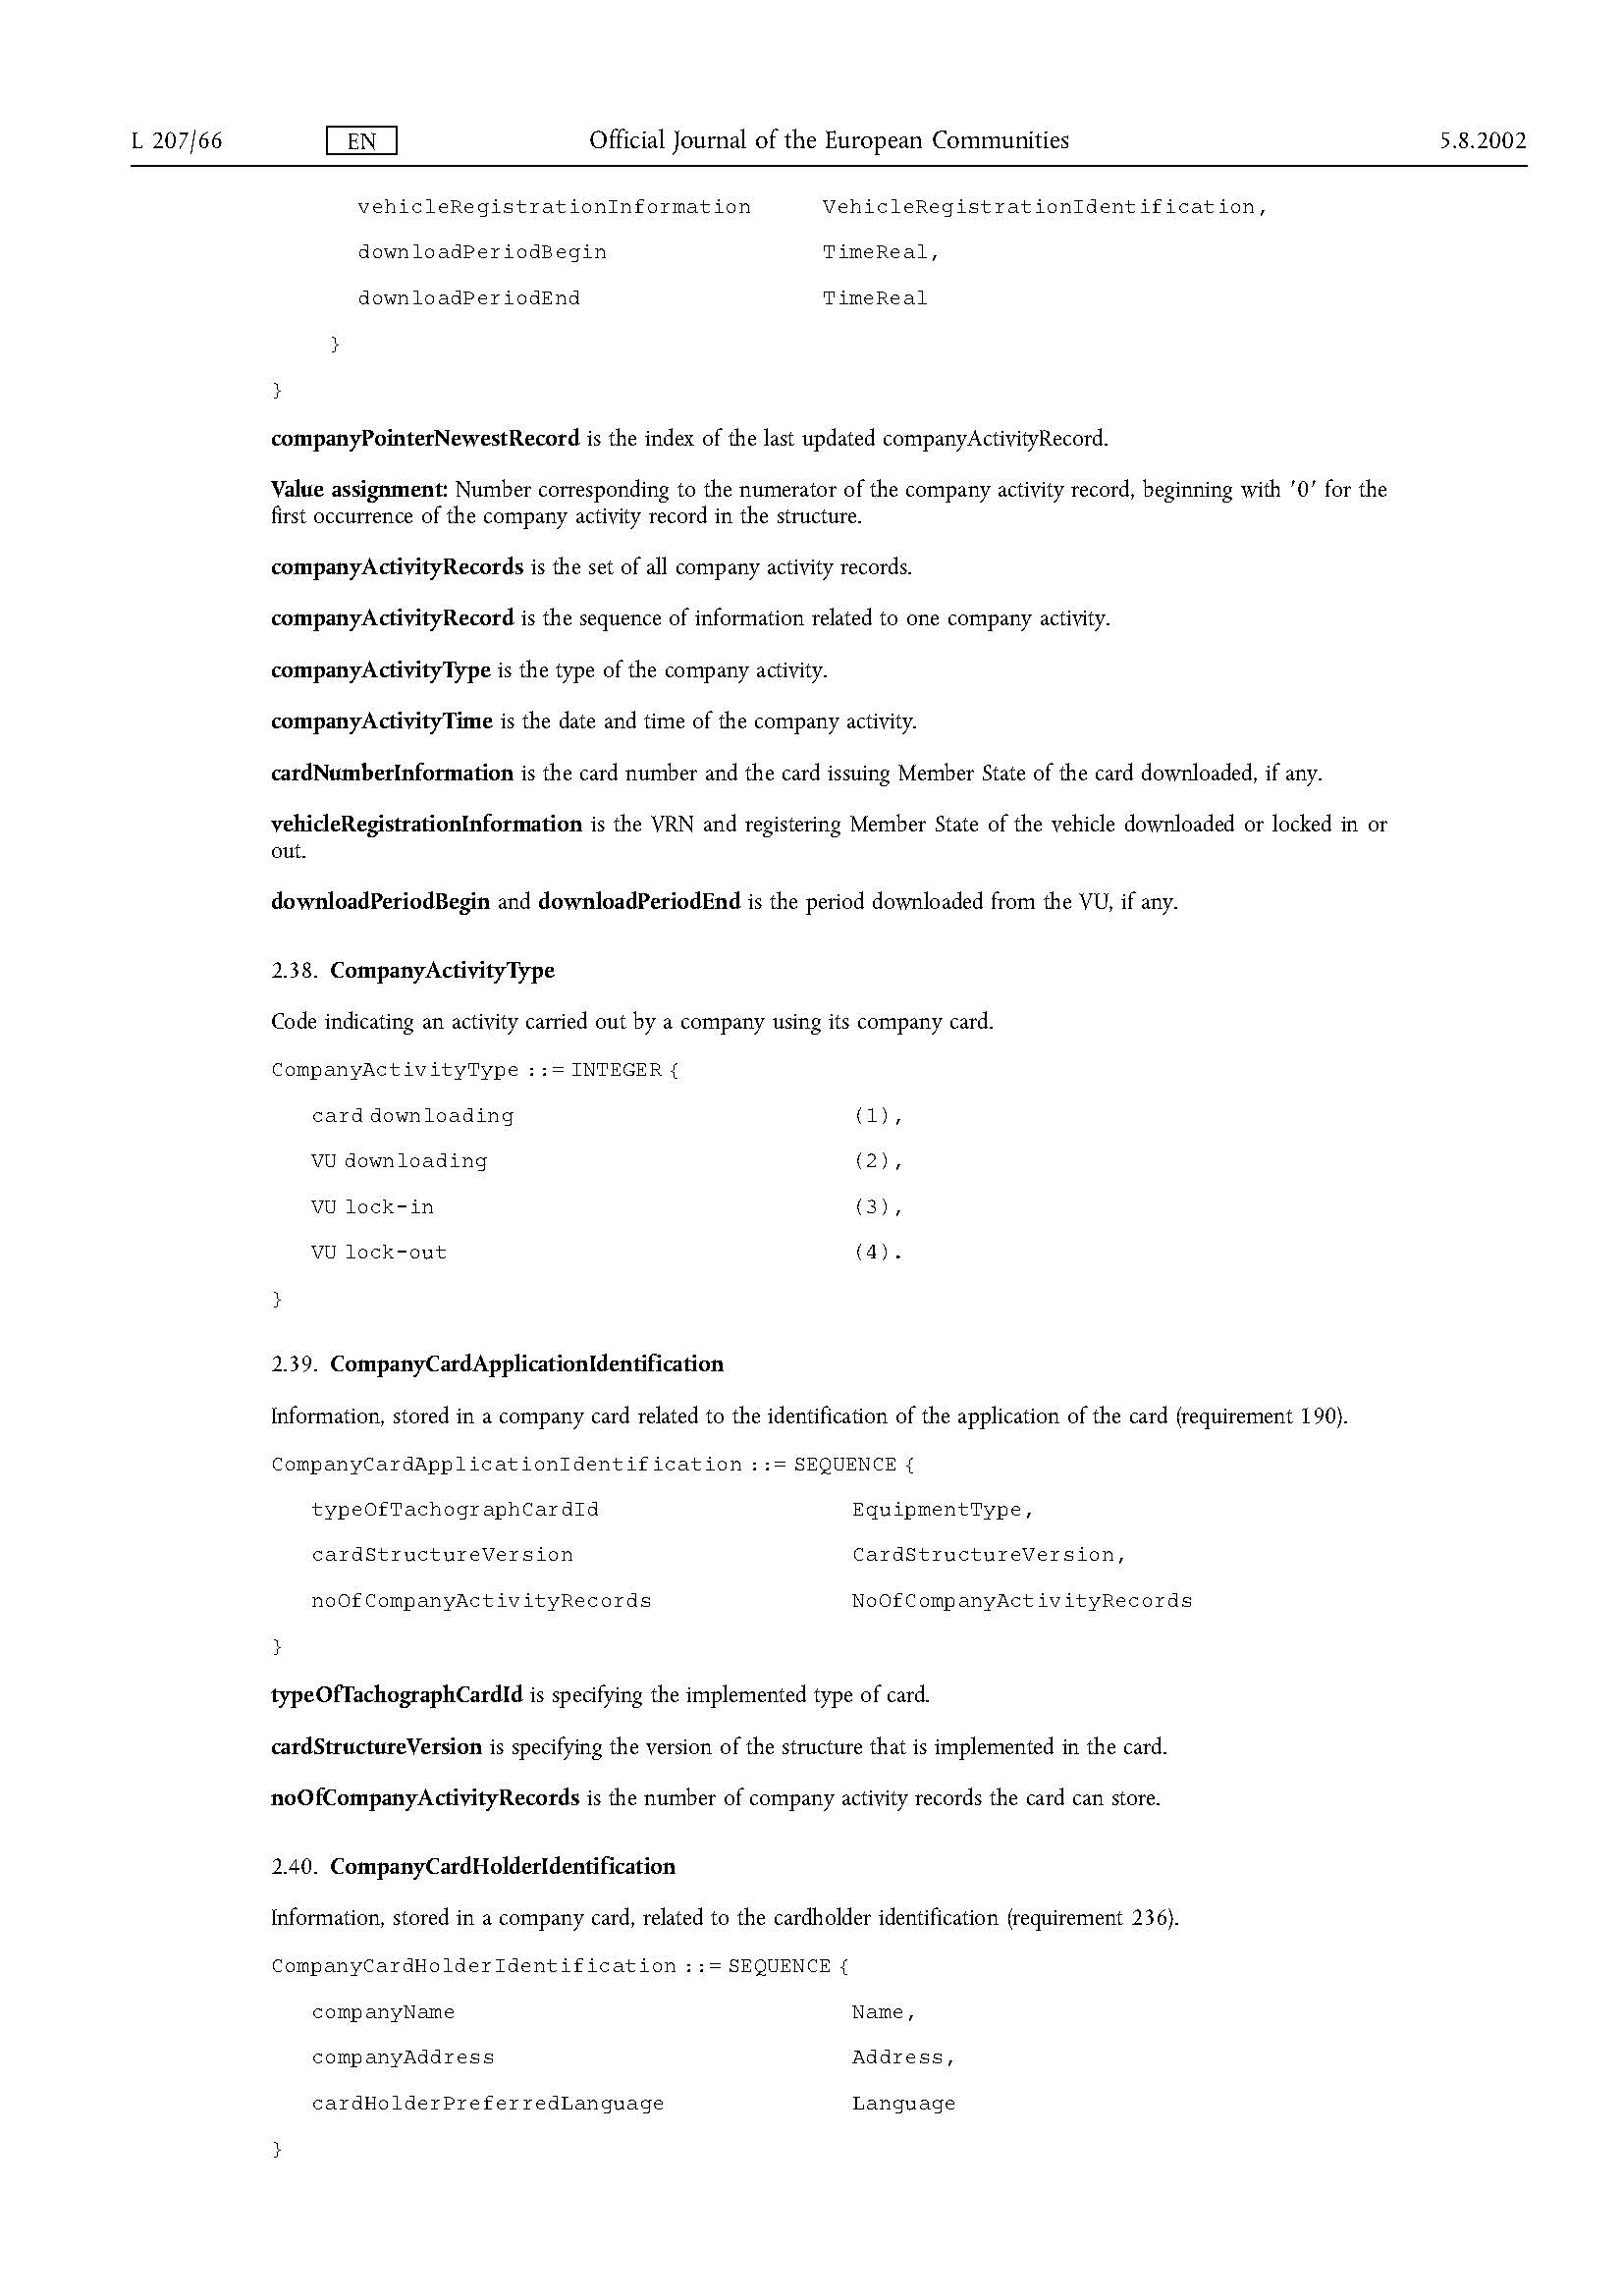 L 207/66 EN Official Journal of the European Communities 5.8.2002
vehicleRegistrationInformation VehicleRegistrationIdentification,
downloadPeriodBegin TimeReal,
downloadPeriodEnd TimeReal
}
}
companyPointerNewestRecord is the index of the last updated companyActivityRecord.
Value assignment: Number corresponding to the numerator of the company activity record, beginning with '0' for the
first occurrence of the company activity record in the structure.
companyActivityRecords is the set of all company activity records.
companyActivityRecord is the sequence of information related to one company activity.
companyActivityType is the type of the company activity.
companyActivityTime is the date and time of the company activity.
cardNumberInformation is the card number and the card issuing Member State of the card downloaded, if any.
vehicleRegistrationInformation is the VRN and registering Member State of the vehicle downloaded or locked in or
out.
downloadPeriodBegin and downloadPeriodEnd is the period downloaded from the VU, if any.
2.38. CompanyActivityType
Code indicating an activity carried out by a company using its company card.
CompanyActivityType ::= INTEGER {
card downloading (1),
VU downloading (2),
VU lock-in (3),
VU lock-out (4).
}
2.39. CompanyCardApplicationIdentification
Information, stored in a company card related to the identification of the application of the card (requirement 190).
CompanyCardApplicationIdentification ::= SEQUENCE {
typeOfTachographCardId EquipmentType,
cardStructureVersion CardStructureVersion,
noOfCompanyActivityRecords NoOfCompanyActivityRecords
}
typeOfTachographCardId is specifying the implemented type of card.
cardStructureVersion is specifying the version of the structure that is implemented in the card.
noOfCompanyActivityRecords is the number of company activity records the card can store.
2.40. CompanyCardHolderIdentification
Information, stored in a company card, related to the cardholder identification (requirement 236).
CompanyCardHolderIdentification ::= SEQUENCE {
companyName Name,
companyAddress Address,
cardHolderPreferredLanguage Language
}